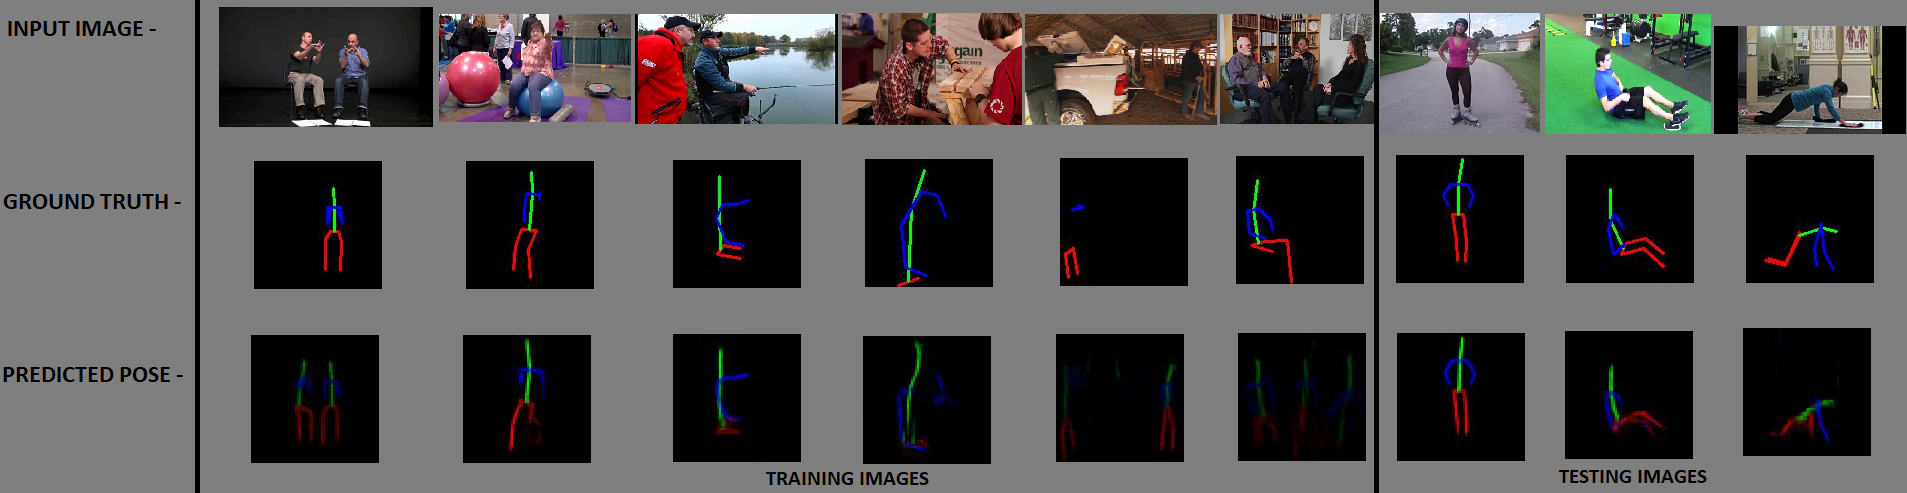 INPUT IMAGE -
gain
GROUND TRUTH -
PREDICTED POSE -
TRAINING IMAGES
TESTING IMAGES